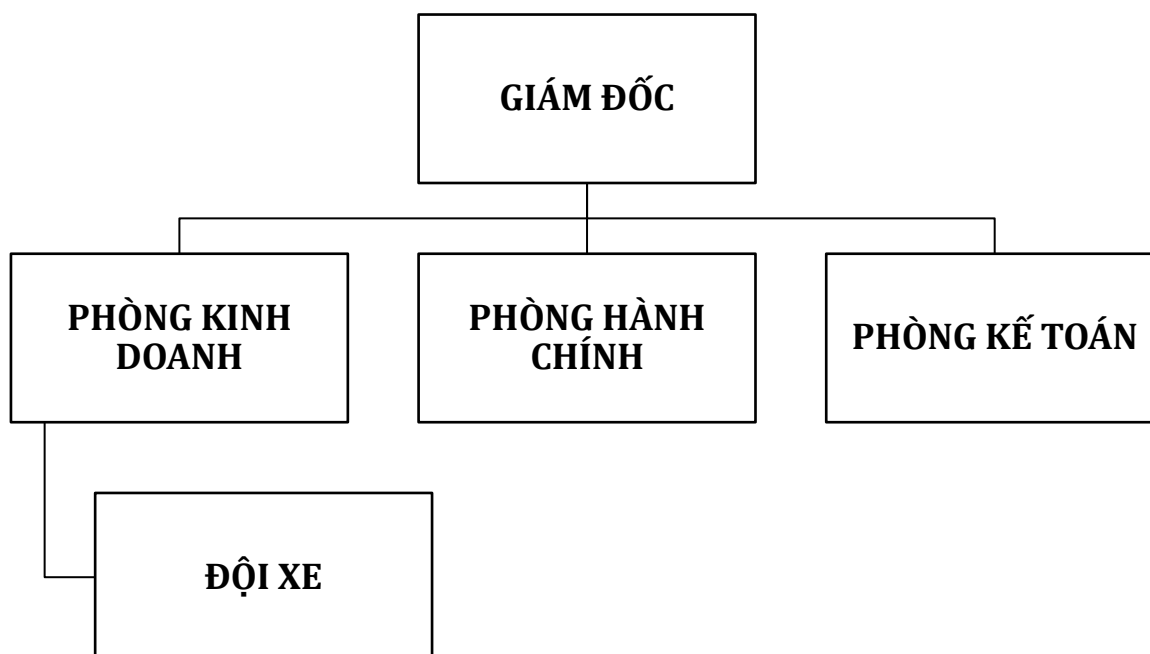 GIÁM ĐỐC
PHÒNG KINH
DOANH
PHÒNG HÀNH
CHÍNH
PHÒNG KẾ TOÁN
ĐỘI XE